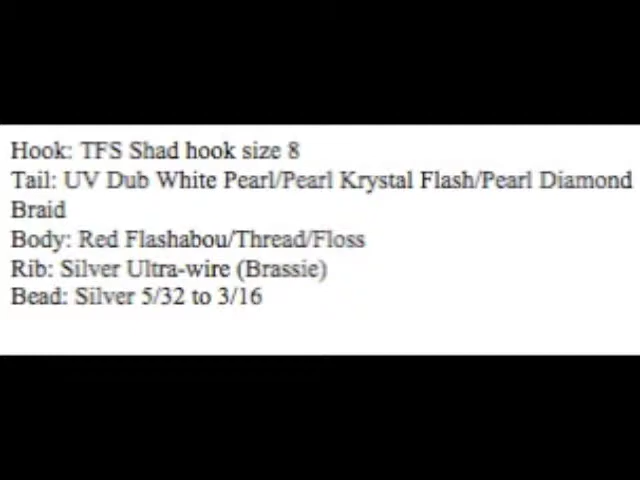 Hook: TFS Shad hook size 8
Tail: UV Dub White Pearl/Pearl Krystal Flash/Pearl Diamond
Braid
Body: Red Flashabou/Thread/Floss
Rib: Silver Ultra-wire (Brassie)
Bead: Silver 5/32 to 3/16